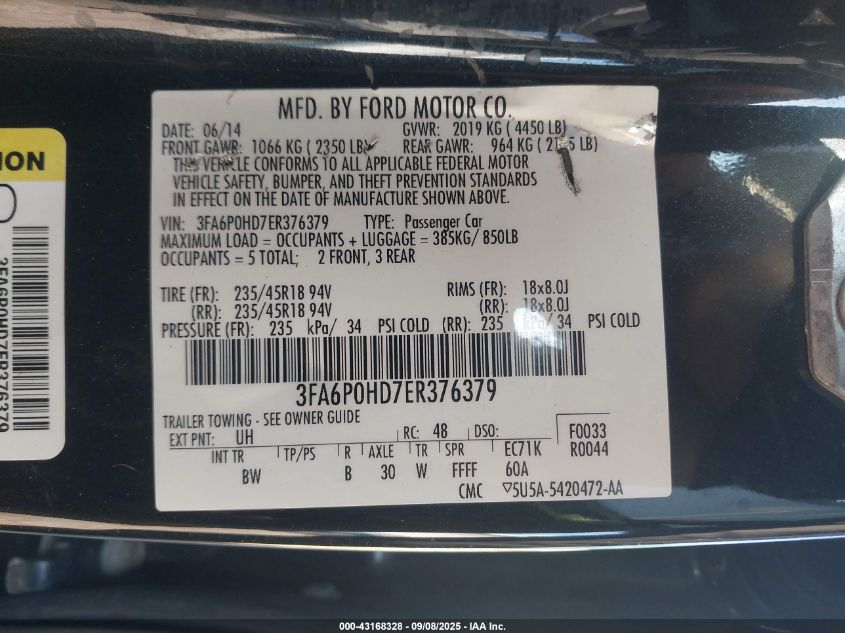 MFD. BY FORD MOTOR CO.
DATE: 06/14 GVWR: 2019 KG (4450 LB)
FRONT GAWR: 1066 KG (2350 LB) REAR GAWR: 964 KG ( LB)
THIS VEHICLE CONFORMS TO ALL APPLICABLE FEDERAL MOTOR
VEHICLE SAFETY, BUMPER, AND THEFT PREVENTION STANDARDS
IN EFFECT ON THE DATE OF MANUFACTURE SHOWN ABOVE.
VIN: 3FA6P0HD7ER376379 TYPE: Passenger Car
MAXIMUM LOAD = OCCUPANTS + LUGGAGE = 385KG/ 850LB
OCCUPANTS = 5 TOTAL; 2 FRONT, 3 REAR
TIRE (FR): 235/45R18 94V RIMS (FR): 18x8.0J
(RR): 235/45R18 94V (RR): 18x8.0J
PRESSURE (FR): 235 kPa/ 34 PSI COLD (RR): 235 kPa/ 34 PSI COLD
3FA6P0HD7ER376379
TRAILER TOWING - SEE OWNER GUIDE
EXT PNT: UH RC: 48 DSO: F0033
INT TR TP/PS R AXLE TR SPR EC71K R0044
BW B 30 W FFFF 60A
CMC ▽5U5A-5420472-AA
ION
3FA6P0HD7ER376379
000-43168328 - 09/08/2025 - IAA Inc.